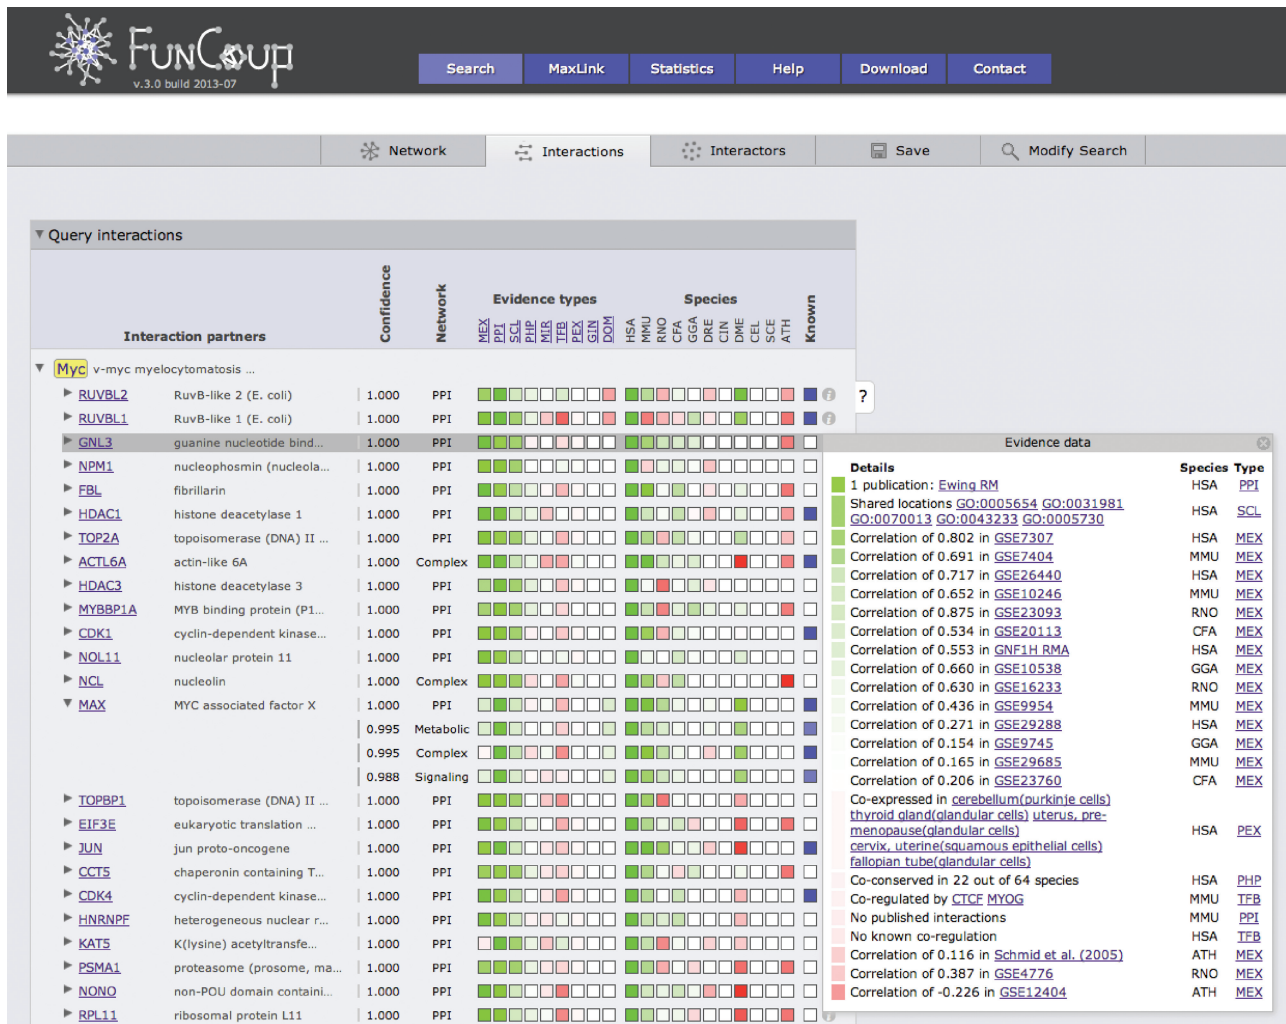 FunCoup
v.3.0 build 2013-07
Search MaxLink Statistics Help Download Contact
Network Interactions Interactors Save Modify Search
Query interactions
Interaction partners Confidence Network Evidence types Species Known
MEX PPI SCL PHP MIR TFB PEX GIN DOM HSA MMU RNO CFA GGA DRE CIN DME CEL SCE ATH
Myc v-myc myelocytomatosis ...
RUVBL2 RuvB-like 2 (E. coli) 1.000 PPI
?
RUVBL1 RuvB-like 1 (E. coli) 1.000 PPI
GNL3 guanine nucleotide bind... 1.000 PPI
NPM1 nucleophosmin (nucleola... 1.000 PPI
FBL fibrillarin 1.000 PPI
HDAC1 histone deacetylase 1 1.000 PPI
TOP2A topoisomerase (DNA) II ... 1.000 PPI
ACTL6A actin-like 6A 1.000 Complex
HDAC3 histone deacetylase 3 1.000 PPI
MYBBP1A MYB binding protein (P1... 1.000 PPI
CDK1 cyclin-dependent kinase... 1.000 PPI
NOL11 nucleolar protein 11 1.000 PPI
NCL nucleolin 1.000 Complex
MAX MYC associated factor X 1.000 PPI
0.995 Metabolic
0.995 Complex
0.988 Signaling
TOPBP1 topoisomerase (DNA) II ... 1.000 PPI
EIF3E eukaryotic translation ... 1.000 PPI
JUN jun proto-oncogene 1.000 PPI
CCT5 chaperonin containing T... 1.000 PPI
CDK4 cyclin-dependent kinase... 1.000 PPI
HNRNPF heterogeneous nuclear r... 1.000 PPI
KAT5 K(lysine) acetyltransfe... 1.000 PPI
PSMA1 proteasome (prosome, ma... 1.000 PPI
NONO non-POU domain containi... 1.000 PPI
RPL11 ribosomal protein L11 1.000 PPI
Evidence data
Details Species Type
1 publication: Ewing RM HSA PPI
Shared locations GO:0005654 GO:0031981
GO:0070013 GO:0043233 GO:0005730 HSA SCL
Correlation of 0.802 in GSE7307 HSA MEX
Correlation of 0.691 in GSE7404 MMU MEX
Correlation of 0.717 in GSE26440 HSA MEX
Correlation of 0.652 in GSE10246 MMU MEX
Correlation of 0.875 in GSE23093 RNO MEX
Correlation of 0.534 in GSE20113 CFA MEX
Correlation of 0.553 in GNF1H RMA HSA MEX
Correlation of 0.660 in GSE10538 GGA MEX
Correlation of 0.630 in GSE16233 RNO MEX
Correlation of 0.436 in GSE9954 MMU MEX
Correlation of 0.271 in GSE29288 HSA MEX
Correlation of 0.154 in GSE9745 GGA MEX
Correlation of 0.165 in GSE29685 MMU MEX
Correlation of 0.206 in GSE23760 CFA MEX
Co-expressed in cerebellum(purkinje cells)
thyroid gland(glandular cells) uterus, pre-
menopause(glandular cells) HSA PEX
cervix, uterine(squamous epithelial cells)
fallopian tube(glandular cells)
Co-conserved in 22 out of 64 species HSA PHP
Co-regulated by CTCF MYOG MMU TFB
No published interactions MMU PPI
No known co-regulation HSA TFB
Correlation of 0.116 in Schmid et al. (2005) ATH MEX
Correlation of 0.387 in GSE4776 RNO MEX
Correlation of -0.226 in GSE12404 ATH MEX